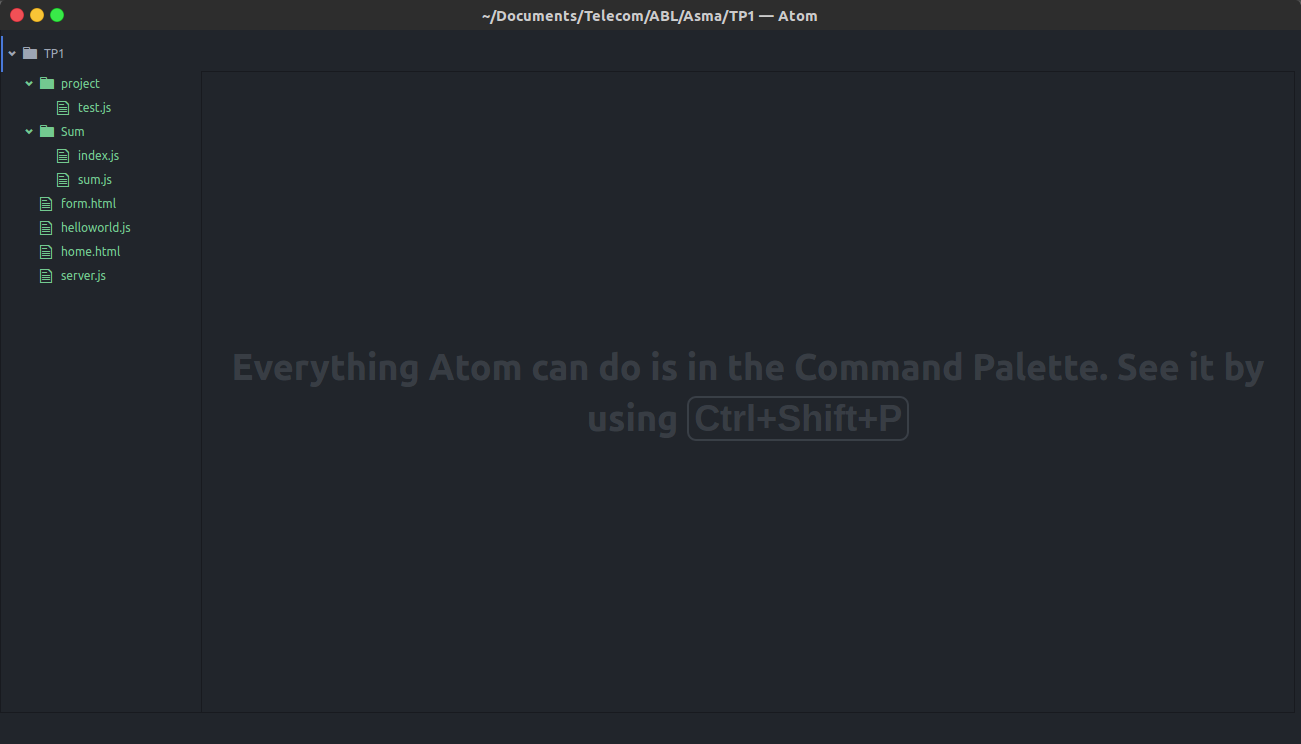 ~/Documents/Telecom/ABL/Asma/TP1 — Atom
TP1
project
test.js
Sum
index.js
sum.js
form.html
helloworld.js
home.html
server.js
Everything Atom can do is in the Command Palette. See it by
using Ctrl+Shift+P